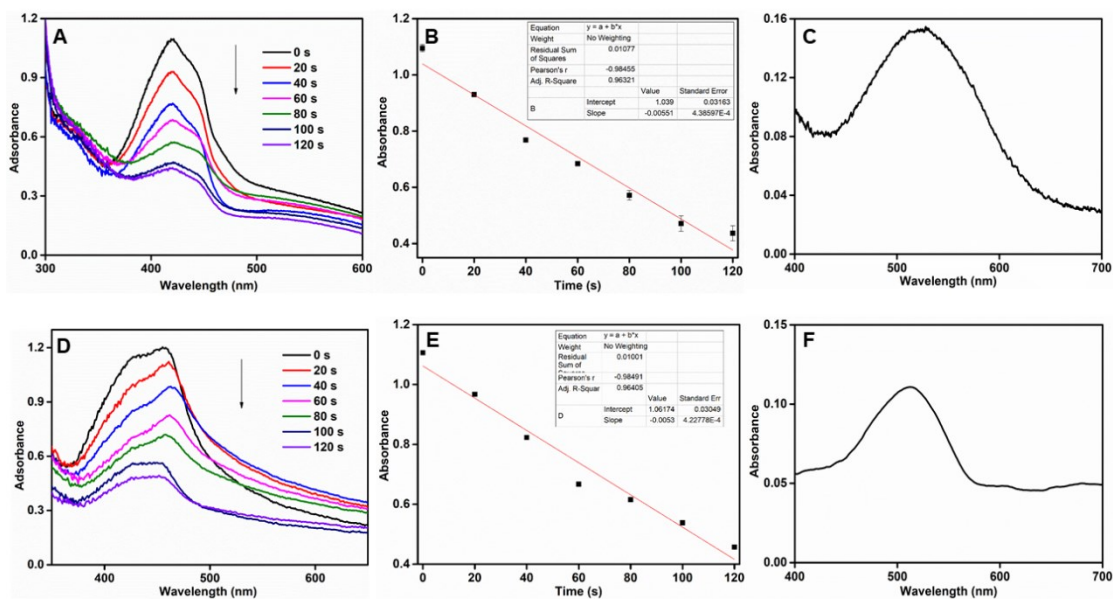 A
1.2
0.9
0.6
0.3
0.0
Adsorbance
0 s
20 s
40 s
60 s
80 s
100 s
120 s
300 400 500 600
Wavelength (nm)
B
1.2
1.0
0.8
0.6
0.4
Absorbance
Equation y = a + b*x
Weight No Weighting
Residual Sum of Squares 0.01077
Pearson's r -0.98455
Adj. R-Square 0.96321
Value Standard Error
B Intercept 1.039 0.03163
Slope -0.00551 4.38597E-4
0 20 40 60 80 100 120
Time (s)
C
0.16
0.12
0.08
0.04
0.00
Absorbance
400 500 600 700
Wavelength (nm)
D
1.2
0.9
0.6
0.3
0.0
Adsorbance
0 s
20 s
40 s
60 s
80 s
100 s
120 s
400 500 600
Wavelength (nm)
E
1.2
1.0
0.8
0.6
0.4
Absorbance
Equation y = a + b*x
Weight No Weighting
Residual 0.01001
Sum of
Pearson's r -0.98491
Adj. R-Squar 0.96405
Value Standard Err
D Intercept 1.06174 0.03049
Slope -0.0053 4.22778E-4
0 20 40 60 80 100 120
Time (s)
F
0.15
0.10
0.05
0.00
Absorbance
400 500 600 700
Wavelength (nm)